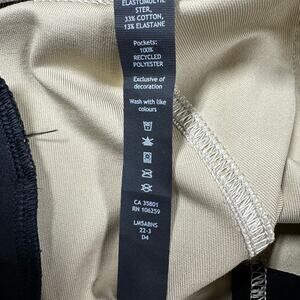 ELASTOMULTIE
STER,
33% COTTON,
13% ELASTANE
Pockets:
100%
RECYCLED
POLYESTER
Exclusive of
decoration
Wash with like
colours
CA 35801
RN 106259
LM5ABNS
22-3
D4